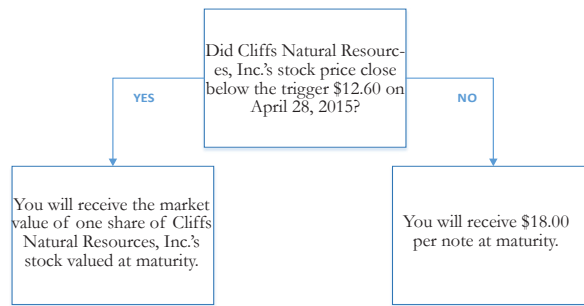 Did Cliffs Natural Resourc-
es, Inc.'s stock price close
below the trigger $12.60 on
April 28, 2015?
YES
NO
You will receive the market
value of one share of Cliffs
Natural Resources, Inc.'s
stock valued at maturity.
You will receive $18.00
per note at maturity.